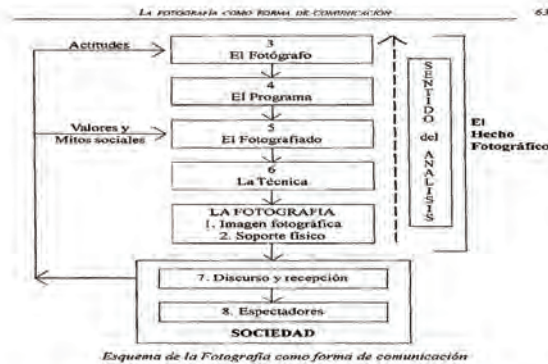 LA FOTOGRAFÍA COMO FORMA DE COMUNICACIÓN 63
Actitudes
3
El Fotógrafo
4
El Programa
Valores y
Mitos sociales
5
El Fotografiado
6
La Técnica
LA FOTOGRAFIA
1. Imagen fotográfica
2. Soporte físico
SENTIDO del ANALISIS
El
Hecho
Fotográfico
7. Discurso y recepción
8. Espectadores
SOCIEDAD
Esquema de la Fotografía como forma de comunicación